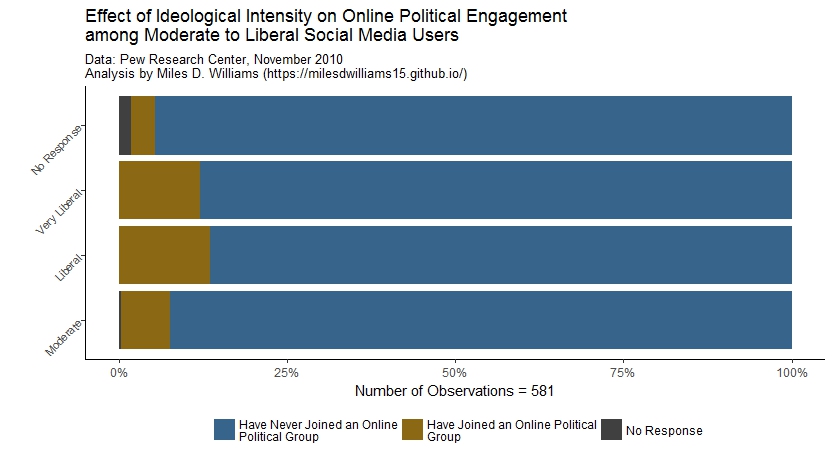 Effect of Ideological Intensity on Online Political Engagement
among Moderate to Liberal Social Media Users
Data: Pew Research Center, November 2010
Analysis by Miles D. Williams (https://milesdwilliams15.github.io/)
No Response
Very Liberal
Liberal
Moderate
0%
25%
50%
75%
100%
Number of Observations = 581
Have Never Joined an Online
Political Group
Have Joined an Online Political
Group
No Response